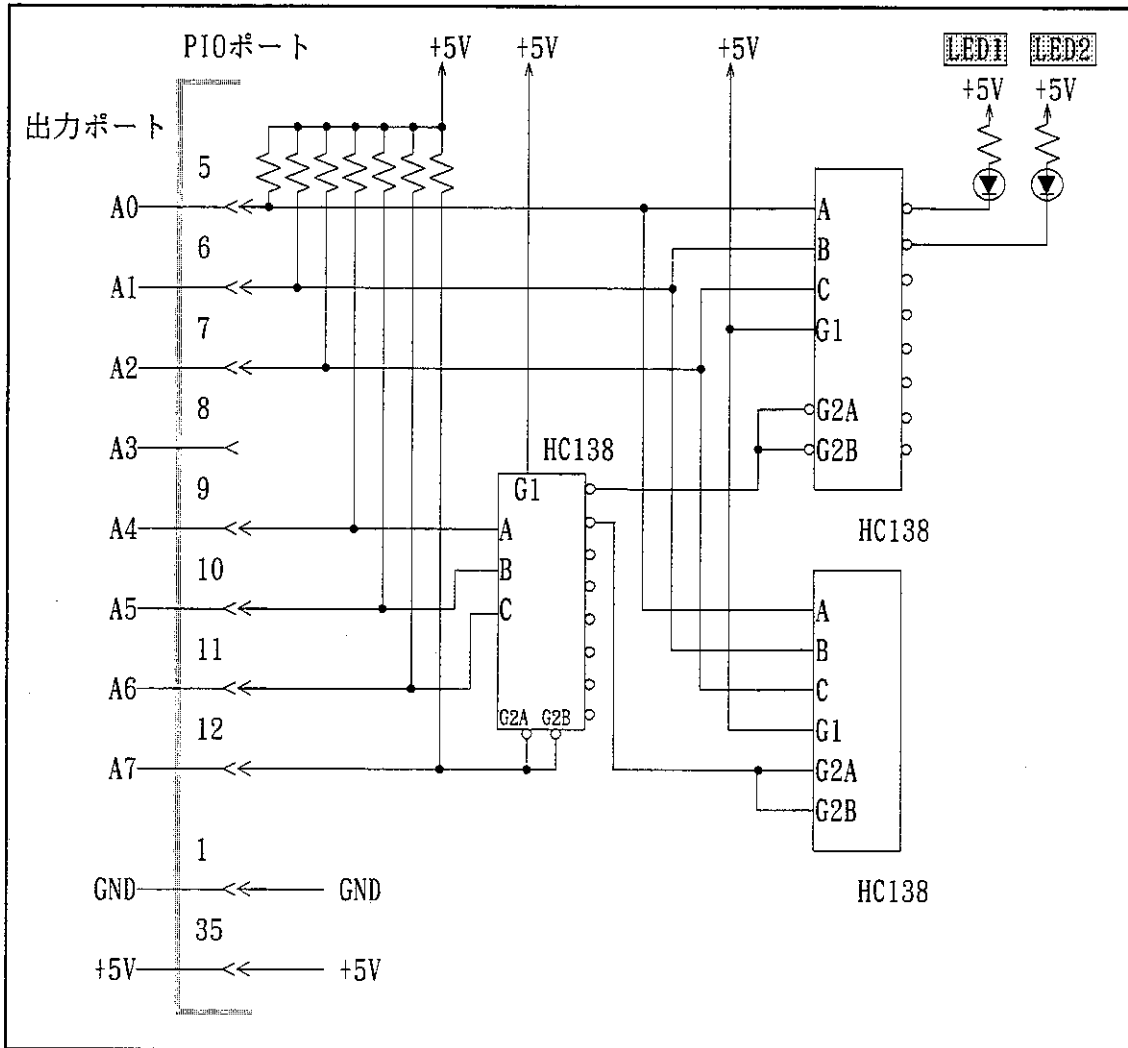 PIOポート
+5V
+5V
+5V
LED1
LED2
+5V
+5V
出力ポート
5
A0
A
6
B
A1
C
7
G1
A2
8
G2A
A3
HC138
G2B
9
G1
A4
A
HC138
10
B
A5
C
A
11
B
A6
C
G2A
G2B
12
G1
A7
G2A
G2B
1
GND
GND
HC138
35
+5V
+5V